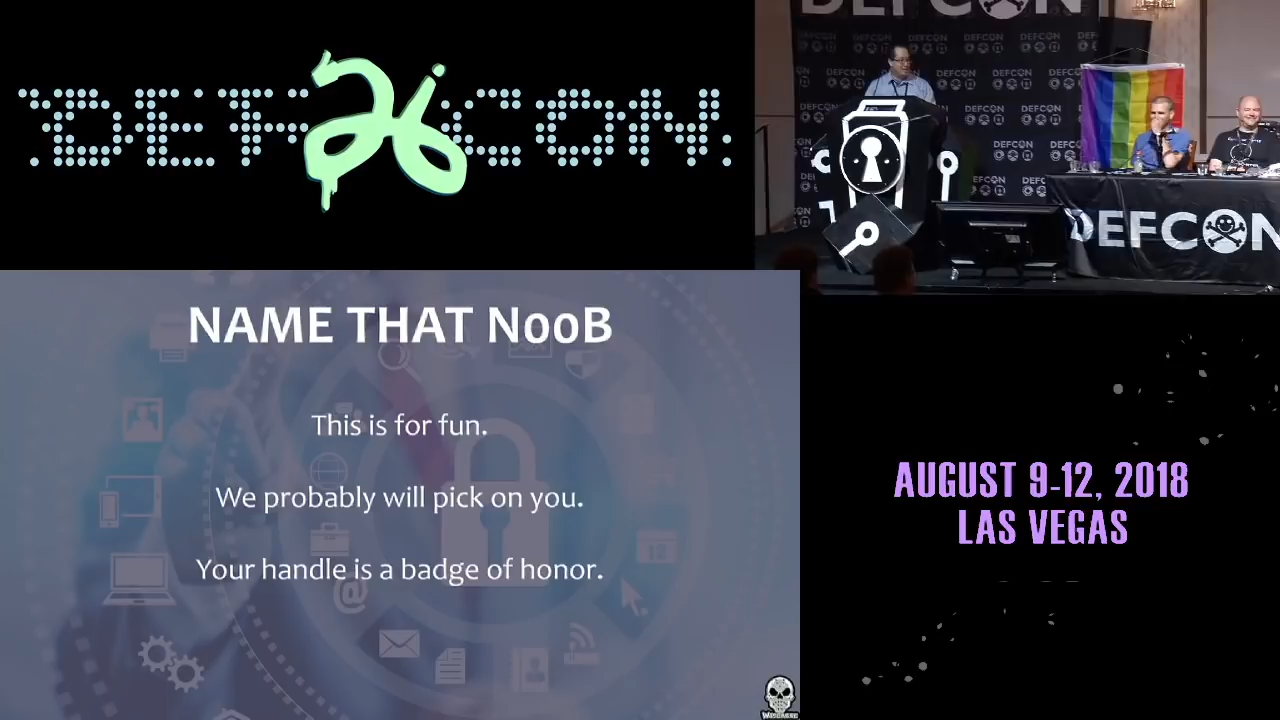 DEF 26 CON
DEFCON
DEFCON
NAME THAT NooB
This is for fun.
We probably will pick on you.
Your handle is a badge of honor.
AUGUST 9-12, 2018
LAS VEGAS